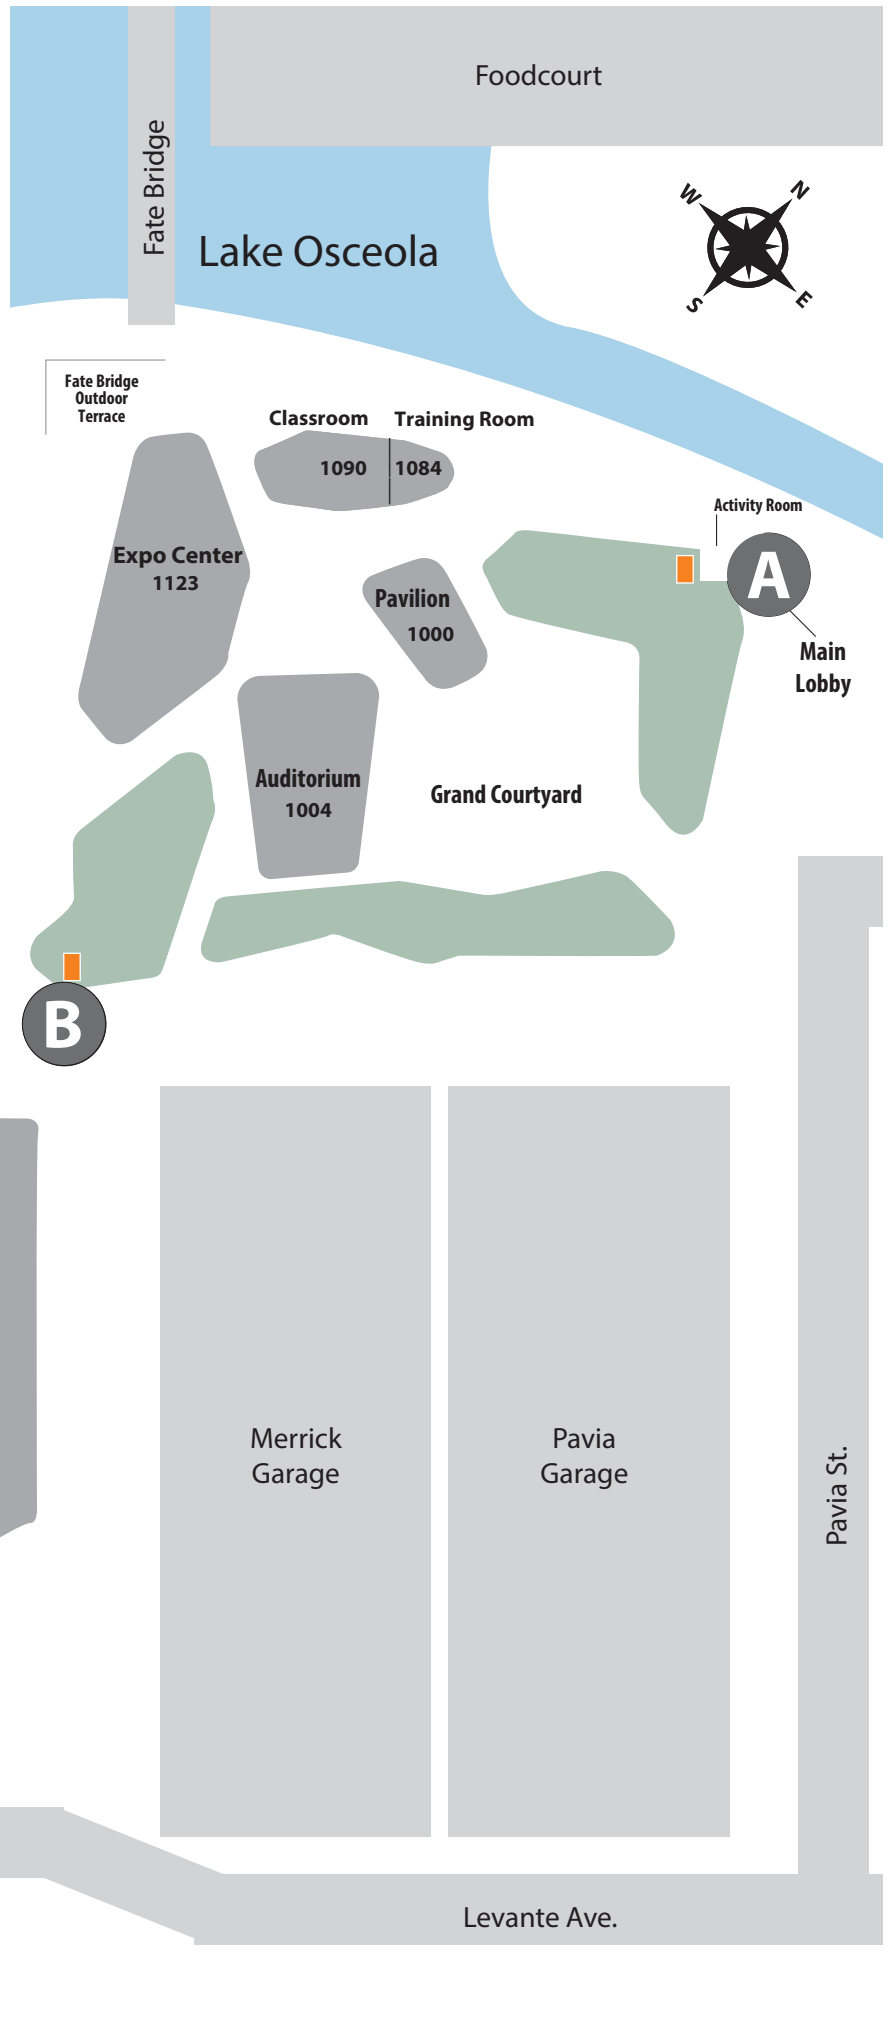 Foodcourt
Fate Bridge
Lake Osceola
W
N
S
E
Fate Bridge
Outdoor
Terrace
Classroom
Training Room
1090
1084
Activity Room
A
Expo Center
1123
Pavilion
1000
Main
Lobby
Auditorium
1004
Grand Courtyard
B
Merrick
Garage
Pavia
Garage
Pavia St.
Levante Ave.